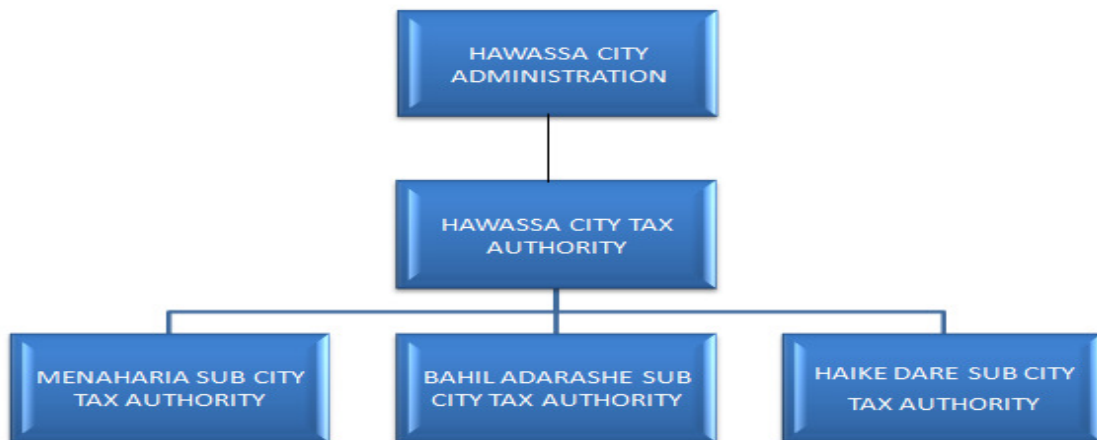 HAWASSA CITY
ADMINISTRATION
HAWASSA CITY TAX
AUTHORITY
MENAHARIA SUB CITY
TAX AUTHORITY
BAHIL ADARASHE SUB
CITY TAX AUTHORITY
HAIKE DARE SUB CITY
TAX AUTHORITY